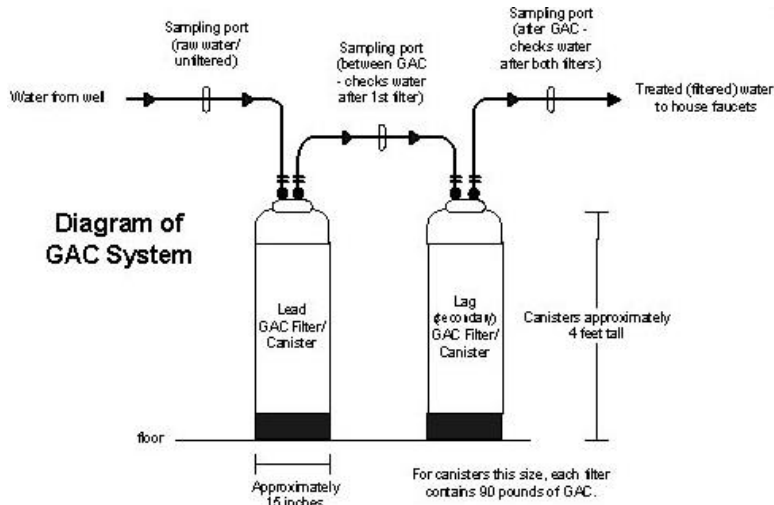 Sampling port
(raw water/
unfiltered)
Sampling port
(between GAC
- checks water
after 1st filter)
Sampling port
(after GAC -
checks water
after both filters)
Water from well
Treated (filtered) water
to house faucets
Diagram of
GAC System
Lead
GAC Filter/
Canister
Lag
(secondary)
GAC Filter/
Canister
Canisters approximately
4 feet tall
floor
Approximately
15 inches
For canisters this size, each filter
contains 90 pounds of GAC.